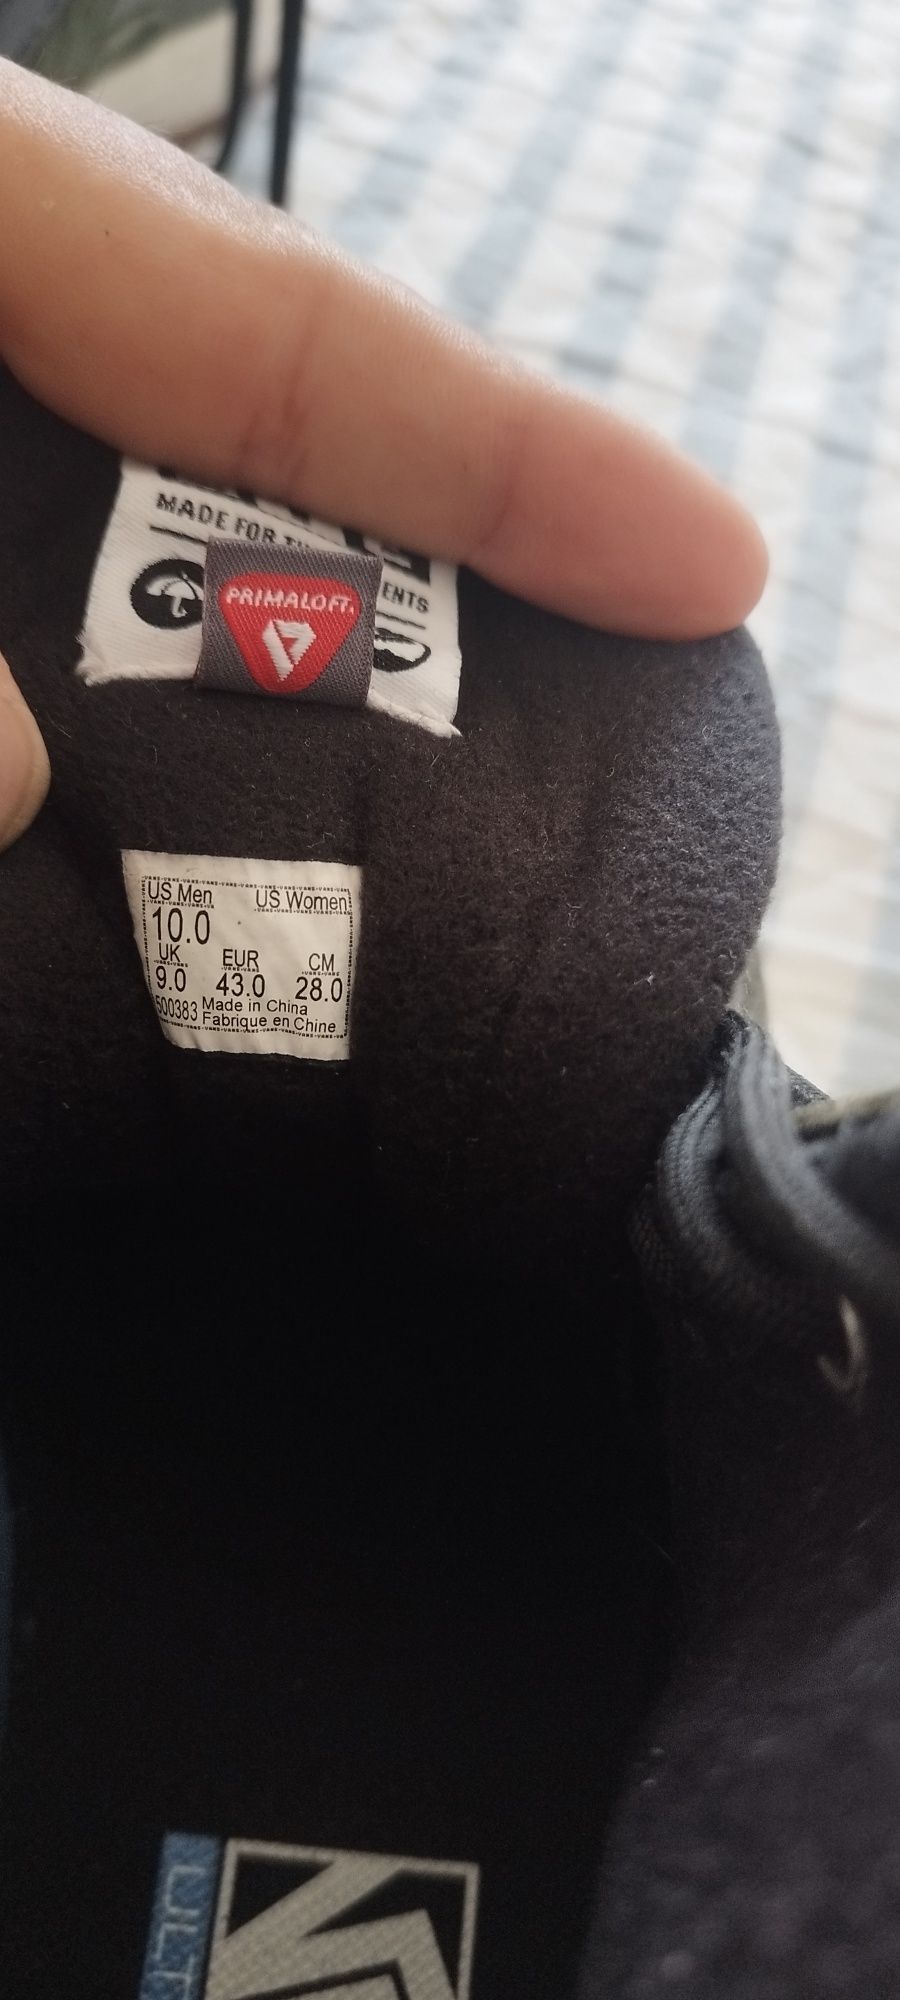 MADE FOR
ENTS
PRIMALOFT.
US Men US Women
10.0
UK EUR CM
9.0 43.0 28.0
500383 Made in China
Fabrique en Chine